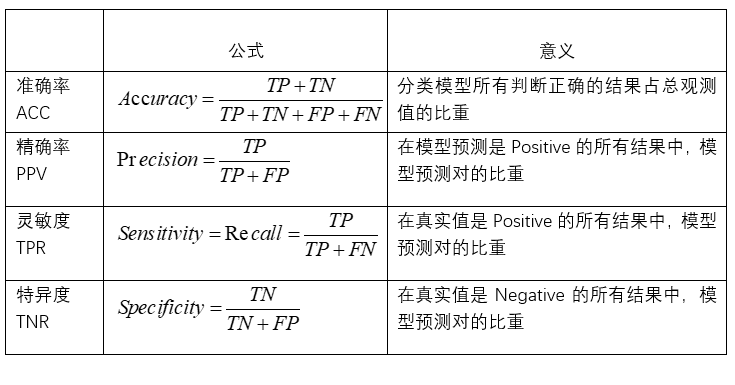 公式 意义
准确率
ACC
Accuracy = \frac{TP+TN}{TP+TN+FP+FN}
分类模型所有判断正确的结果占总观测
值的比重
精确率
PPV
Precision = \frac{TP}{TP+FP}
在模型预测是 Positive 的所有结果中，模
型预测对的比重
灵敏度
TPR
Sensitivity = Recall = \frac{TP}{TP+FN}
在真实值是 Positive 的所有结果中，模型
预测对的比重
特异度
TNR
Specificity = \frac{TN}{TN+FP}
在真实值是 Negative 的所有结果中，模
型预测对的比重